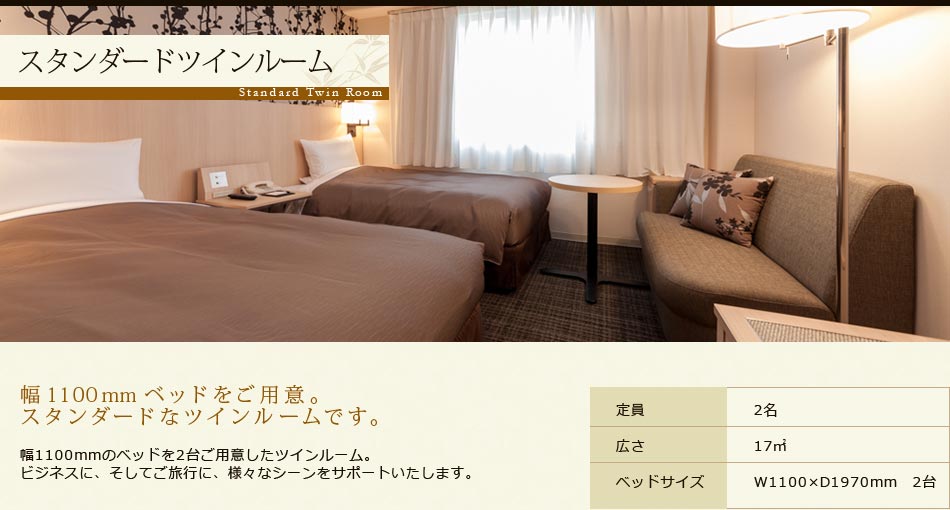 スタンダードツインルーム
Standard Twin Room
幅1100mmベッドをご用意。
スタンダードなツインルームです。
幅1100mmのベッドを2台ご用意したツインルーム。
ビジネスに、そしてご旅行に、様々なシーンをサポートいたします。
定員 2名
広さ 17㎡
ベッドサイズ W1100×D1970mm 2台